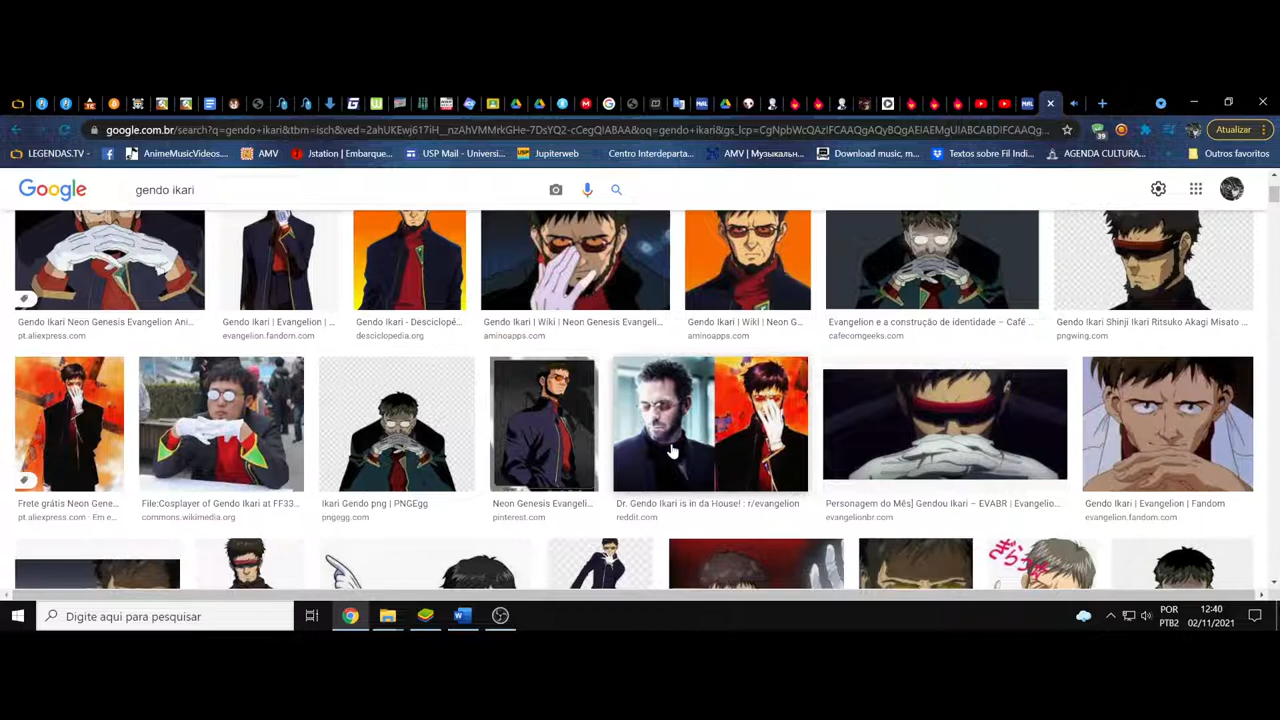 google.com.br/search?q=gendo+ikari&tbm=isch&ved=2ahUKEwj617iH__nzAhVMMrkGHe-7DsYQ2-cCegQIABAA&oq=gendo+ikari&gs_lcp=CgNpbWcQAzIFCAAQgAQyBQgAEIAEMgUIABCABDIFCAAQg...
Atualizar
LEGENDAS.TV
AnimeMusicVideos....
AMV
Jstation | Embarque...
USP Mail - Universi...
Jupiterweb
Centro Interdeparta...
AMV | Музыкальн...
Download music, m...
Textos sobre Fil Indi...
AGENDA CULTURA...
Outros favoritos
Google
gendo ikari
Gendo Ikari Neon Genesis Evangelion Ani...
pt.aliexpress.com
Gendo Ikari | Evangelion | ...
evangelion.fandom.com
Gendo Ikari - Desciclopé...
desciclopedia.org
Gendo Ikari | Wiki | Neon Genesis Evangeli...
aminoapps.com
Gendo Ikari | Wiki | Neon G...
aminoapps.com
Evangelion e a construção de identidade – Café ...
cafecomgeeks.com
Gendo Ikari Shinji Ikari Ritsuko Akagi Misato ...
pngwing.com
Frete grátis Neon Gene...
pt.aliexpress.com · Em e...
File:Cosplayer of Gendo Ikari at FF33...
commons.wikimedia.org
Ikari Gendo png | PNGEgg
pngegg.com
Neon Genesis Evangeli...
pinterest.com
Dr. Gendo Ikari is in da House! : r/evangelion
reddit.com
Personagem do Mês] Gendou Ikari – EVABR | Evangelio...
evangelionbr.com
Gendo Ikari | Evangelion | Fandom
evangelion.fandom.com
Digite aqui para pesquisar
POR
PTB2
12:40
02/11/2021